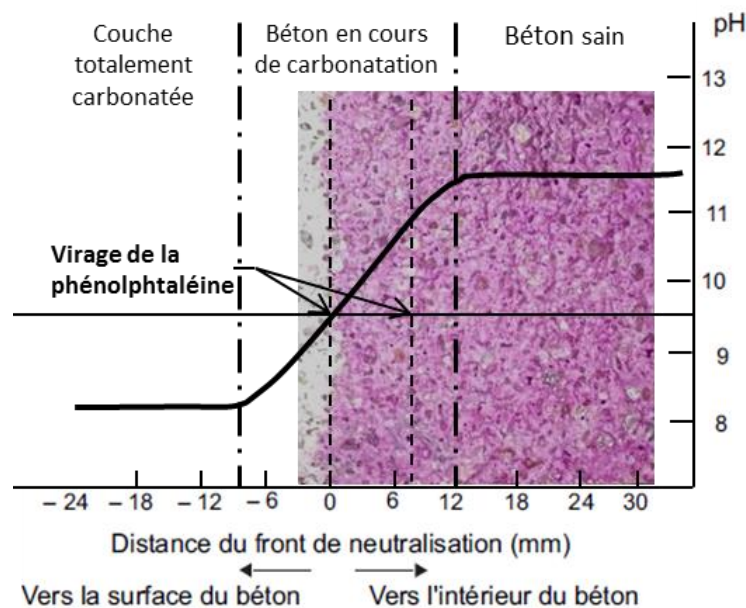 Couche
totalement
carbonatée
Béton en cours
de carbonatation
Béton sain
pH
13
12
11
10
9
8
Virage de la
phénolphtaléine
– 24 – 18 – 12 – 6 0 6 12 18 24 30
Distance du front de neutralisation (mm)
Vers la surface du béton Vers l'intérieur du béton